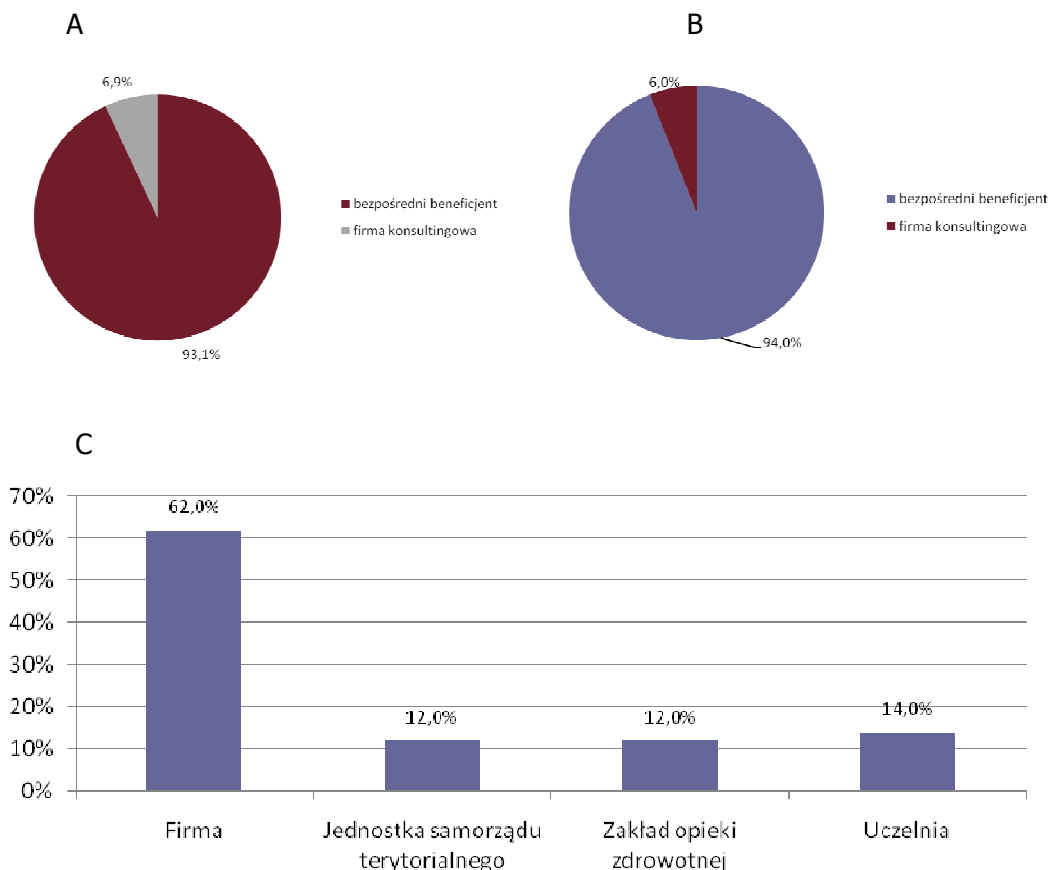 A
B
6,9%
bezpośredni beneficjent
firma konsultingowa
93,1%
6,0%
bezpośredni beneficjent
firma konsultingowa
94,0%
C
70%
60%
50%
40%
30%
20%
10%
0%
62,0%
12,0%
12,0%
14,0%
Firma
Jednostka samorządu
terytorialnego
Zakład opieki
zdrowotnej
Uczelnia